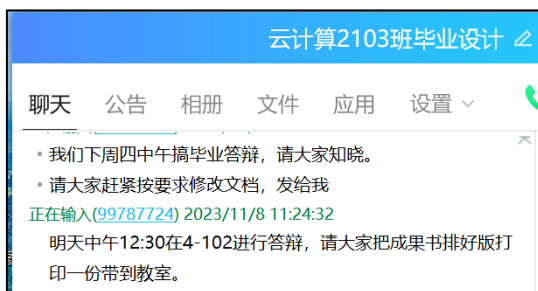 云计算2103班毕业设计
聊天 公告 相册 文件 应用 设置
我们下周四中午搞毕业答辩，请大家知晓。
请大家赶紧按要求修改文档，发给我
正在输入(99787724) 2023/11/8 11:24:32
明天中午12:30在4-102进行答辩，请大家把成果书排好版打
印一份带到教室。